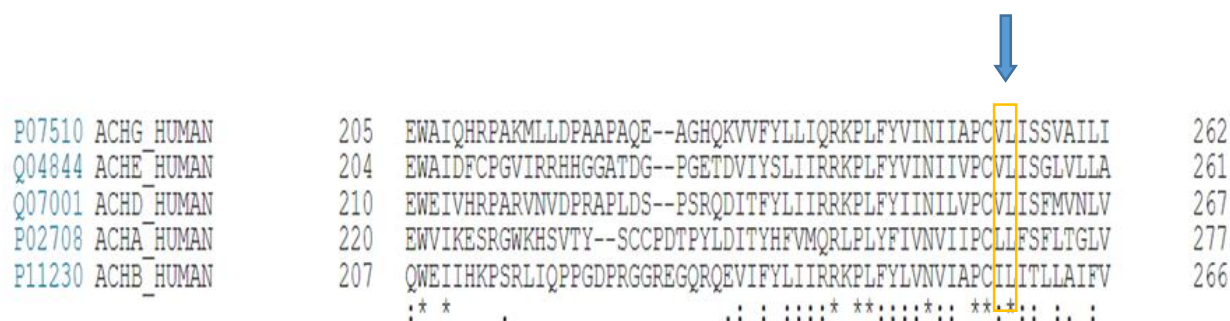 P07510 ACHG_HUMAN 205 EWAIQHRPAKMLLDPAAPAQE--AGHQKVVFYLLIQRKPLFYVINIIAPCVLISSVAILI 262
Q04844 ACHE_HUMAN 204 EWAIDFCPGVIRRHHGGATDG--PGETDVIYSLIIRRKPLFYVINIIVPCVLISGLVLLA 261
Q07001 ACHD_HUMAN 210 EWEIVHRPARVNVDPRAPLDS--PSRQDITFYLIIRRKPLFYIINILVPCVLISFMVNLV 267
P02708 ACHA_HUMAN 220 EWVIKESRGWKHSVTY--SCCPDTPYLDITYHFVMQRLPLYFIVNVIIPCLLFSFLTGLV 277
P11230 ACHB_HUMAN 207 QWEIIHKPSRLIQPPGDPRGGREGQRQEVIFYLIIRRKPLFYLVNVIAPCILITLLAIFV 266
:* * . .: : ::::* **::::*:: **:*:: :. :